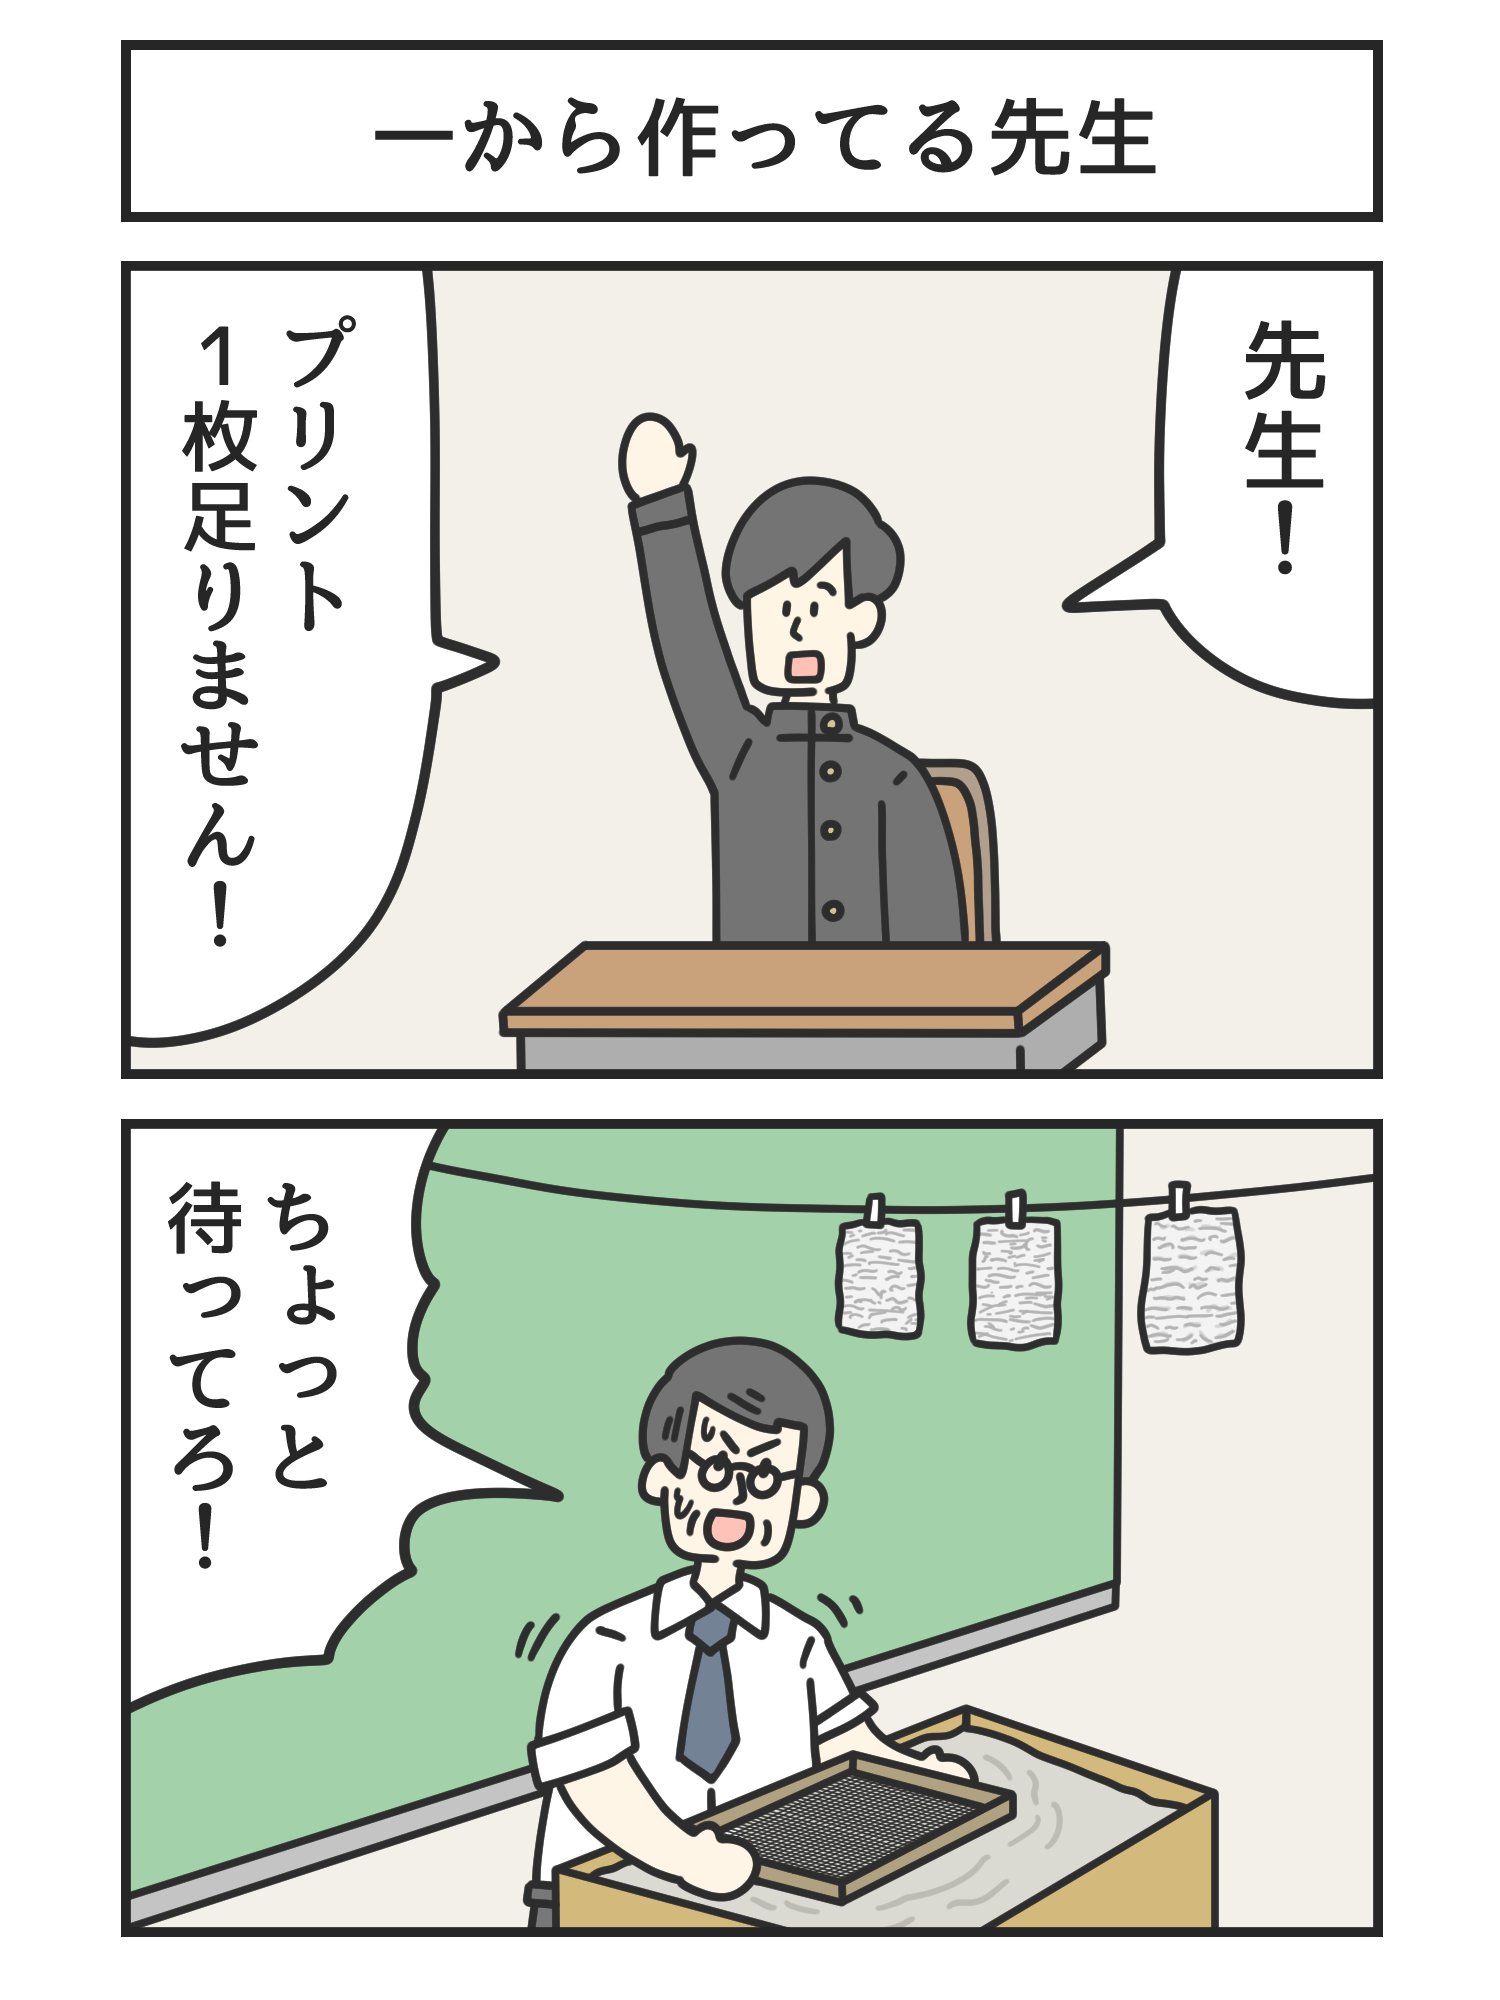 一から作ってる先生
先生！
プリント
１枚足りません！
ちょっと
待ってろ！